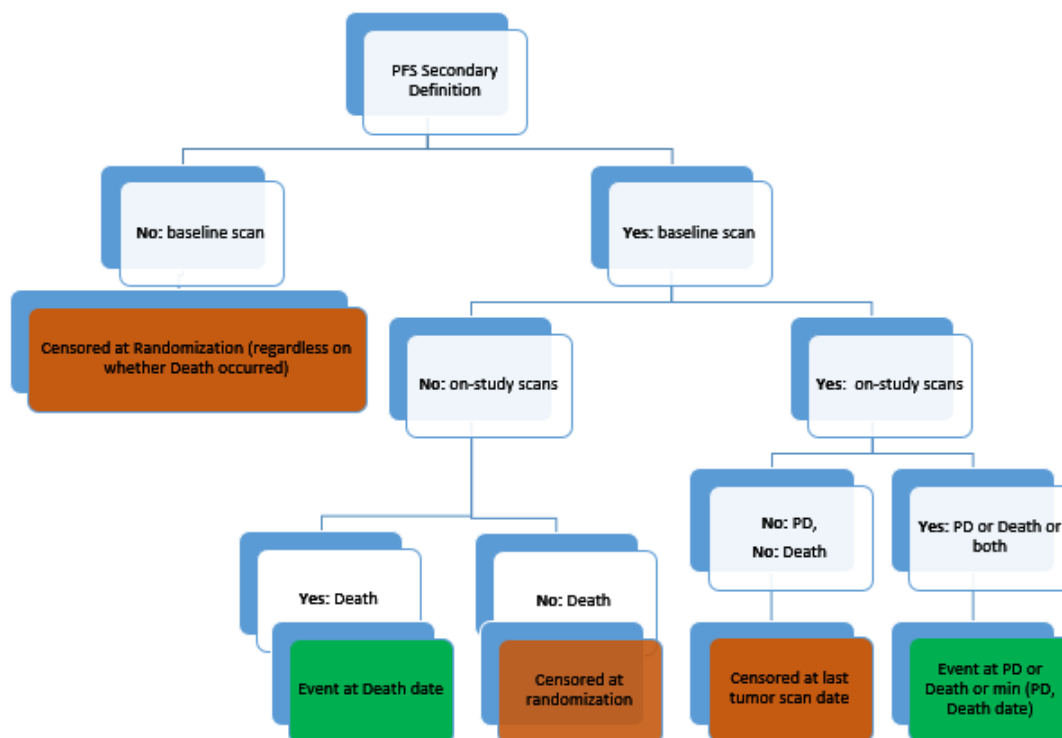 PFS Secondary
Definition
No: baseline scan
Yes: baseline scan
Censored at Randomization (regardless on
whether Death occurred)
No: on-study scans
Yes:  on-study scans
No: PD,
No: Death
Yes: PD or Death or
both
Yes: Death
No: Death
Event at Death date
Censored at
randomization
Censored at last
tumor scan date
Event at PD or
Death or min (PD,
Death date)